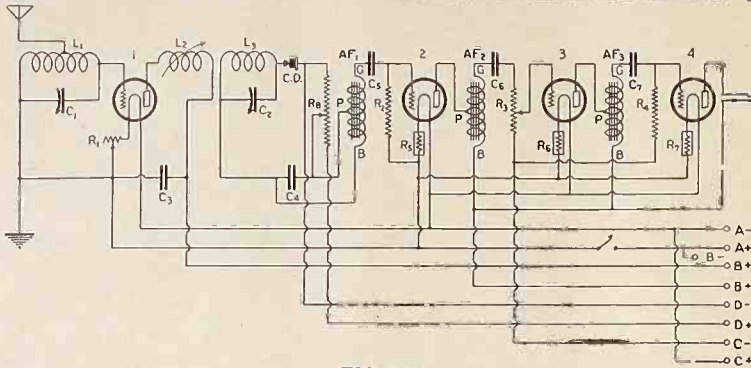 L1
1
L2
L3
C.D.
AF1
G
C5
2
AF2
G
C6
3
AF3
G
C7
4
C1
R1
C2
R8
P
R2
P
R3
P
R4
B
R5
B
R6
B
R7
C3
C4
A-
A+
B-
B+
B+
D-
D+
C-
C+